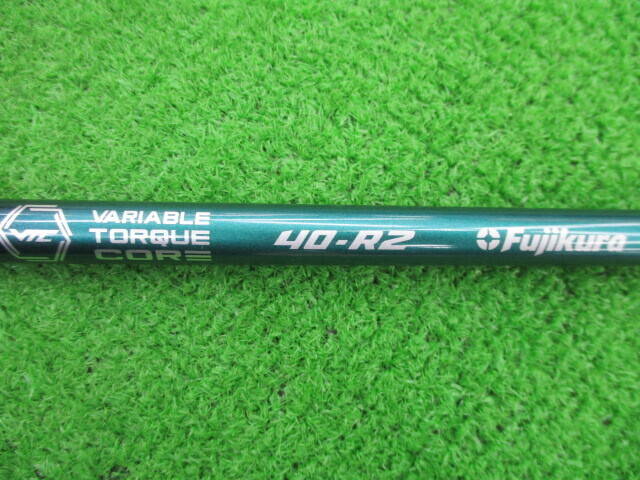 VTC
VARIABLE
TORQUE
CORE
40-R2
Fujikura